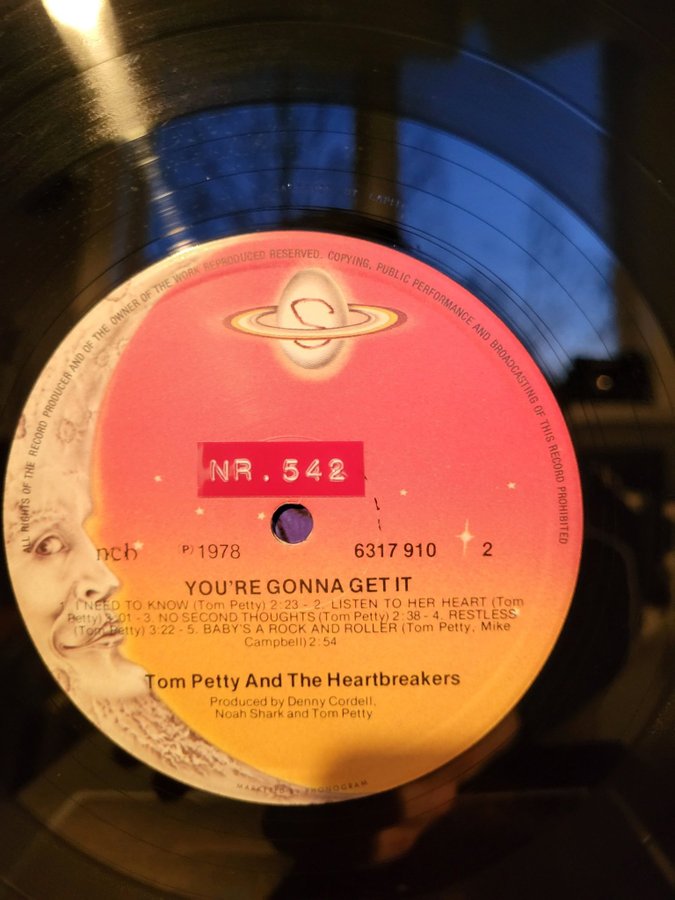 ALL RIGHTS OF THE RECORD PRODUCER AND OF THE OWNER OF THE WORK REPRODUCED RESERVED. COPYING, PUBLIC PERFORMANCE AND BROADCASTING OF THIS RECORD PROHIBITED
S
NR. 542
ncb P) 1978 6317 910 2
YOU'RE GONNA GET IT
1. I NEED TO KNOW (Tom Petty) 2:23 - 2. LISTEN TO HER HEART (Tom
Petty) 3:01 - 3. NO SECOND THOUGHTS (Tom Petty) 2:38 - 4. RESTLESS
(Tom Petty) 3:22 - 5. BABY'S A ROCK AND ROLLER (Tom Petty, Mike
Campbell) 2:54
Tom Petty And The Heartbreakers
Produced by Denny Cordell,
Noah Shark and Tom Petty
MARKETED BY PHONOGRAM